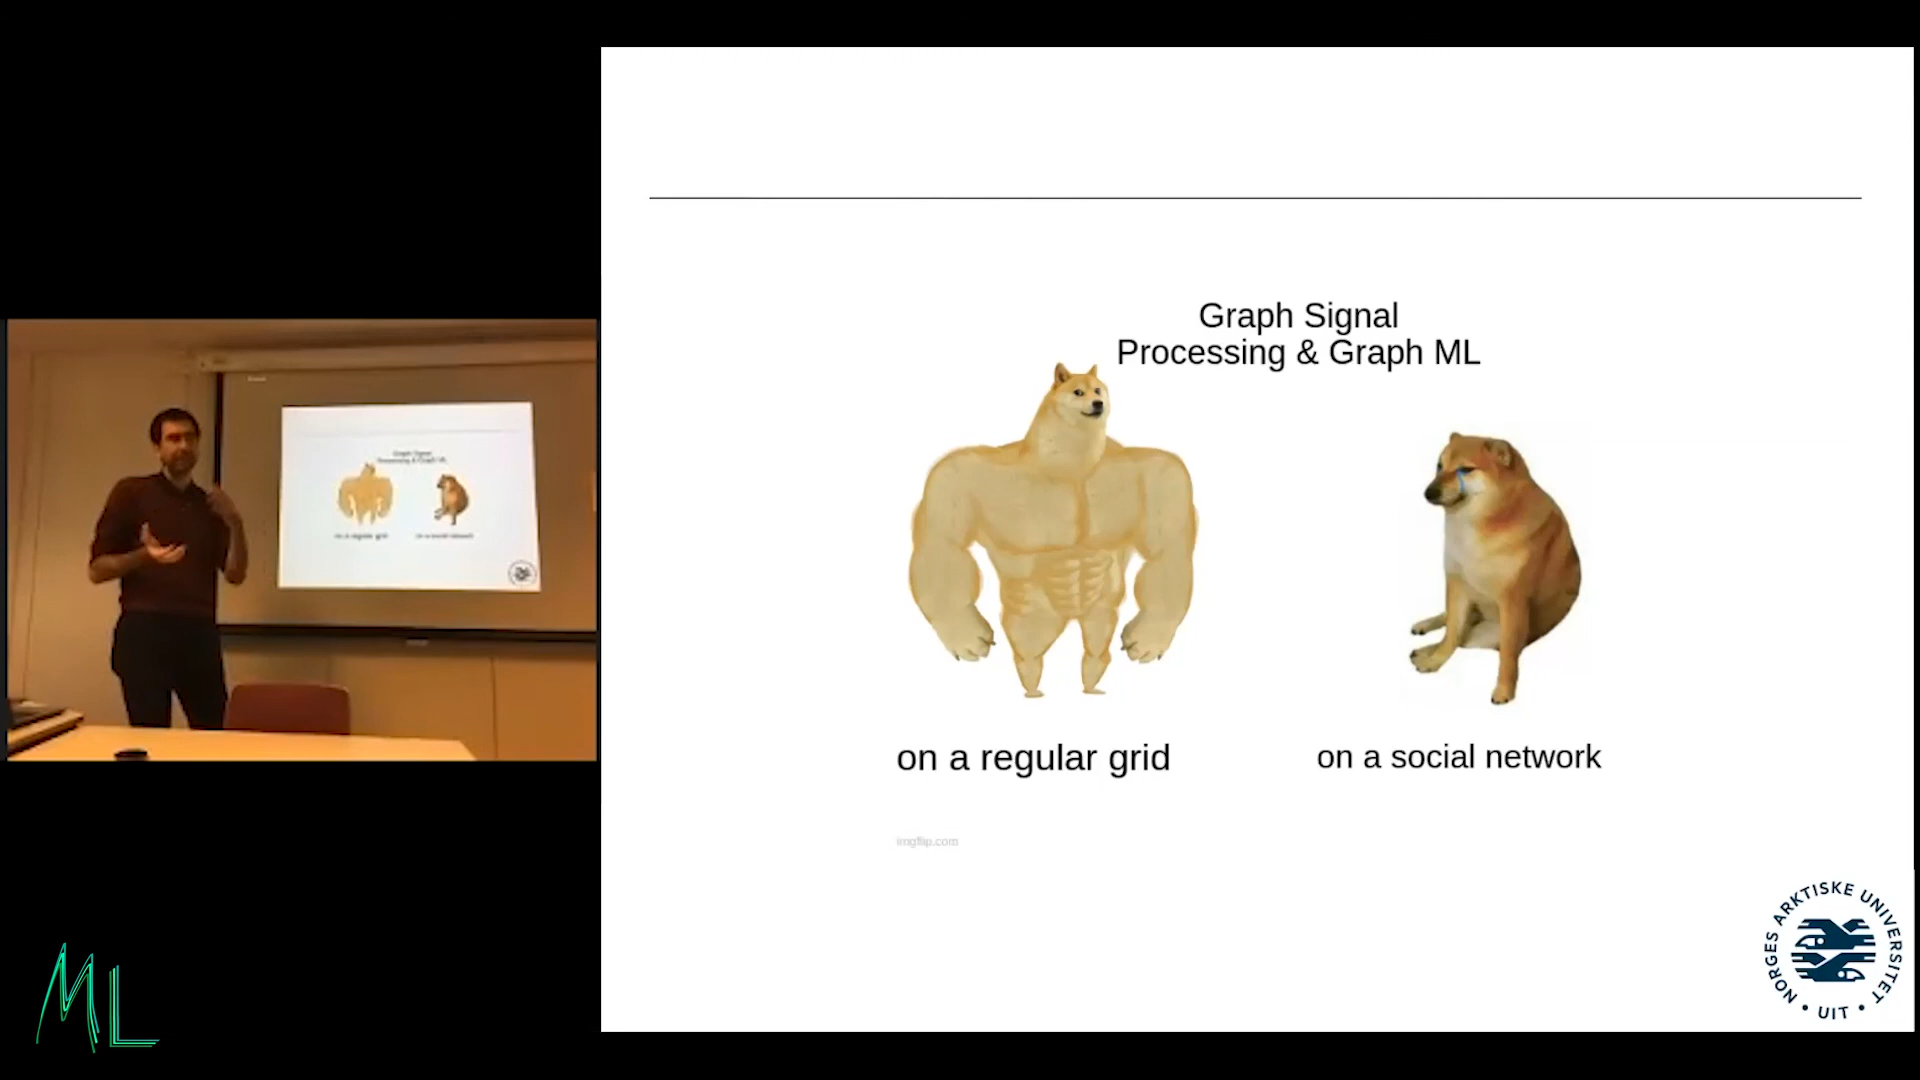 Graph Signal
Processing & Graph ML
on a regular grid
on a social network
imgflip.com
NORGES ARKTISKE UNIVERSITET
• UIT •
ML